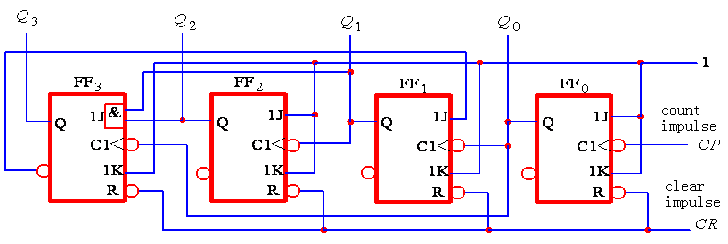 Q3 Q2 Q1 Q0
1
FF3 FF2 FF1 FF0
1J & 1J 1J 1J
Q Q Q Q
C1 C1 C1 C1
1K 1K 1K 1K
R R R R
count
impulse
CP
clear
impulse
CR